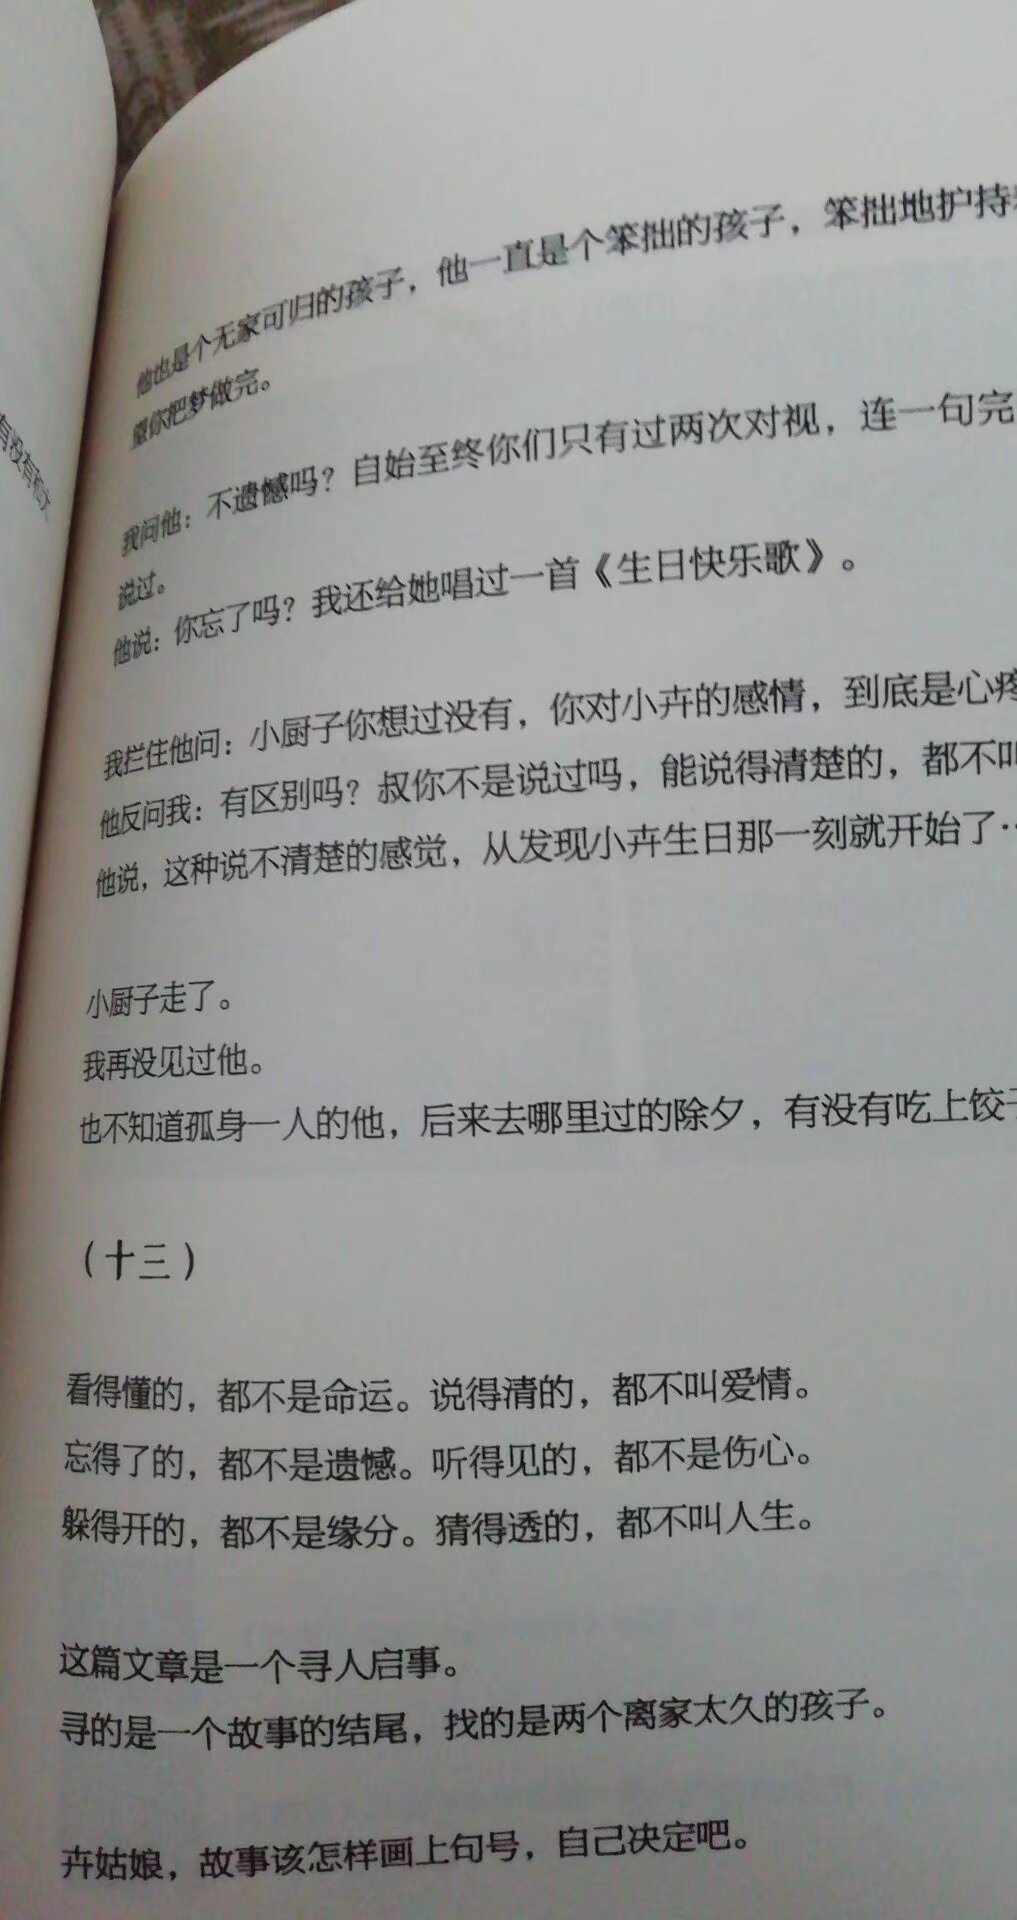 有没有和
他也是个无家可归的孩子，他一直是个笨拙的孩子，笨拙地护持
望你把梦做完。
我问他：不遗憾吗？自始至终你们只有过两次对视，连一句完
说过。
他说：你忘了吗？我还给她唱过一首《生日快乐歌》。
我拦住他问：小厨子你想过没有，你对小卉的感情，到底是心疼
他反问我：有区别吗？叔你不是说过吗，能说得清楚的，都不叫
他说，这种说不清楚的感觉，从发现小卉生日那一刻就开始了…
小厨子走了。
我再没见过他。
也不知道孤身一人的他，后来去哪里过的除夕，有没有吃上饺子
（十三）
看得懂的，都不是命运。说得清的，都不叫爱情。
忘得了的，都不是遗憾。听得见的，都不是伤心。
躲得开的，都不是缘分。猜得透的，都不叫人生。
这篇文章是一个寻人启事。
寻的是一个故事的结尾，找的是两个离家太久的孩子。
卉姑娘，故事该怎样画上句号，自己决定吧。